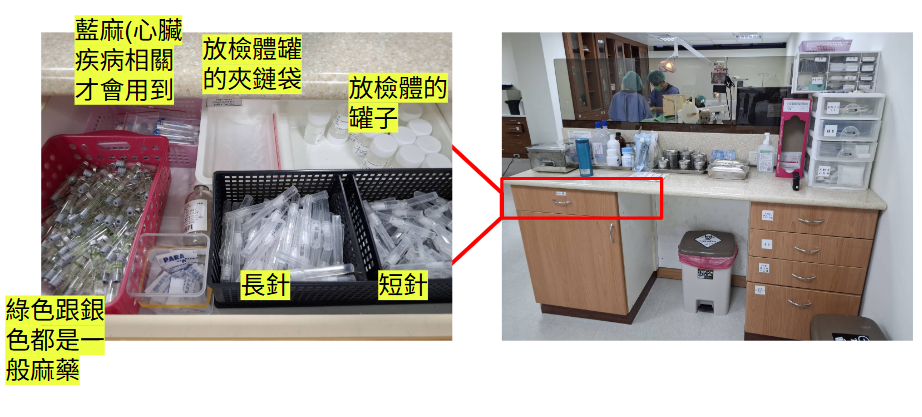 藍麻(心臟
疾病相關
才會用到
放檢體罐
的夾鏈袋
放檢體的
罐子
PARA
長針
短針
綠色跟銀
色都是一
般麻藥